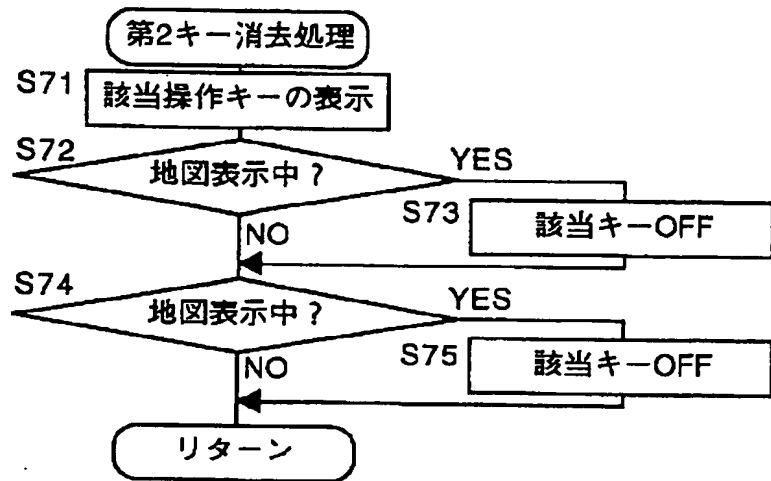 第2キー消去処理
S71
該当操作キーの表示
S72
地図表示中?
YES
S73
該当キーOFF
NO
S74
地図表示中?
YES
S75
該当キーOFF
NO
リターン